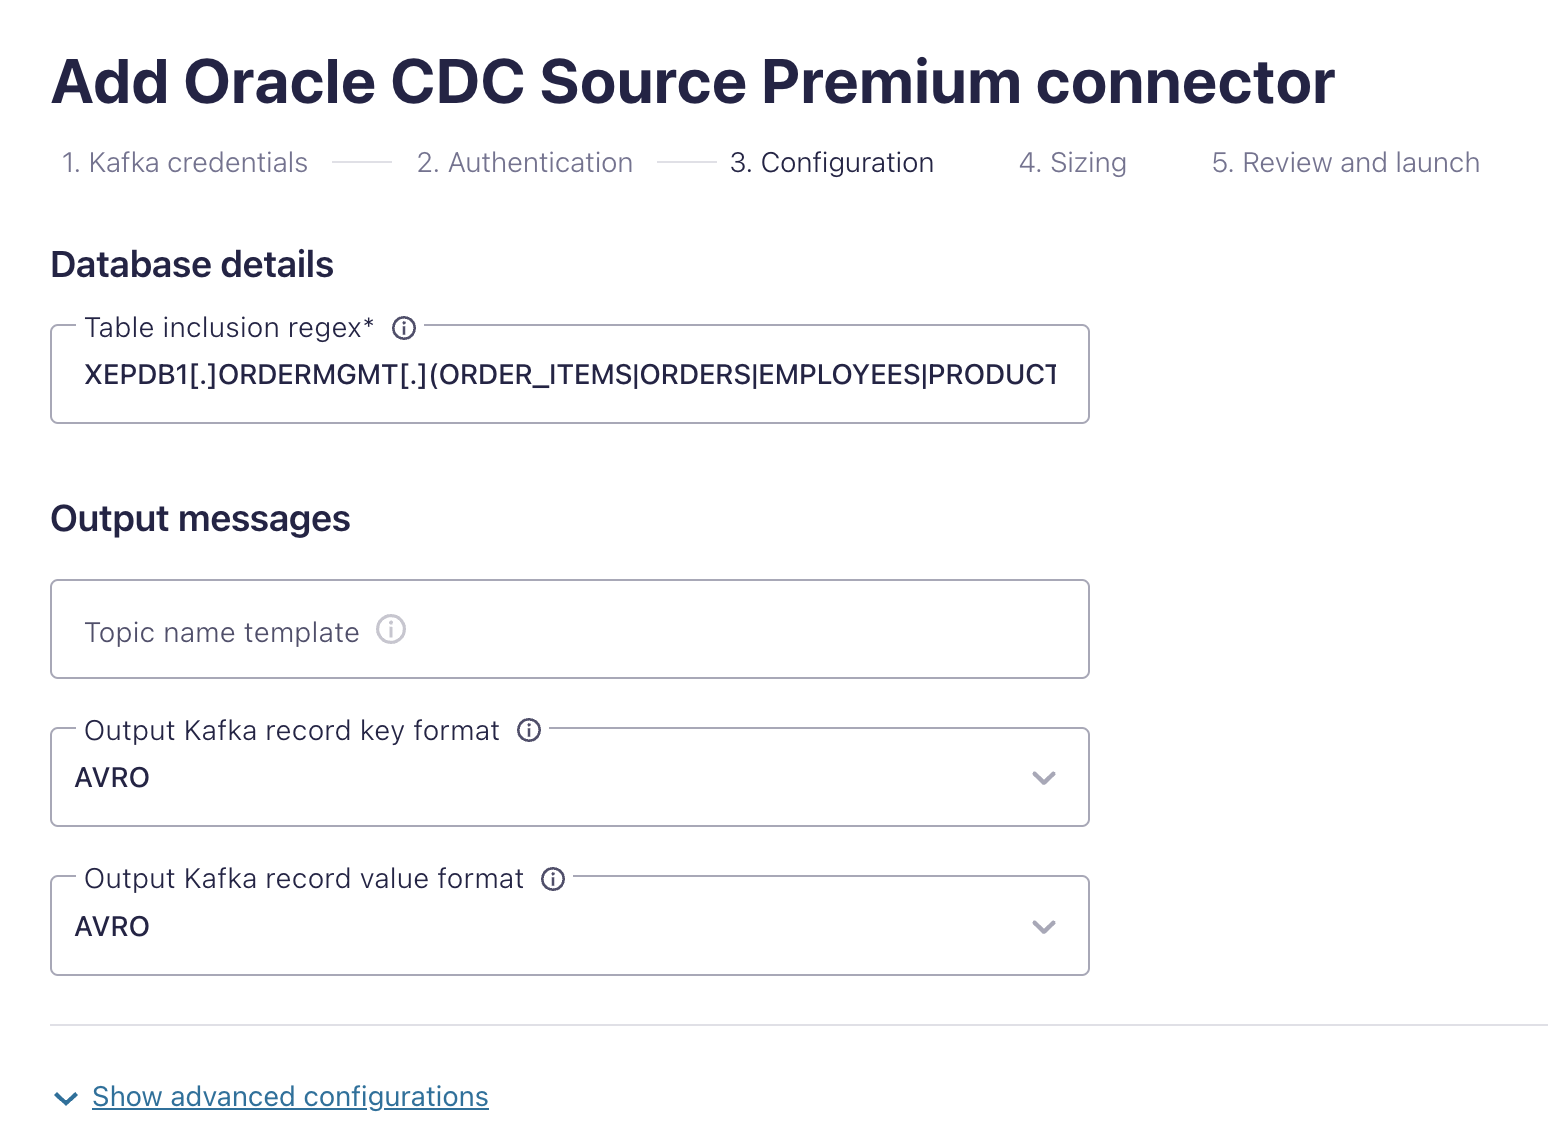 Add Oracle CDC Source Premium connector
1. Kafka credentials 2. Authentication 3. Configuration 4. Sizing 5. Review and launch
Database details
Table inclusion regex*
XEPDB1[.]ORDERMGMT[.](ORDER_ITEMS|ORDERS|EMPLOYEES|PRODUCT
Output messages
Topic name template
Output Kafka record key format
AVRO
Output Kafka record value format
AVRO
Show advanced configurations